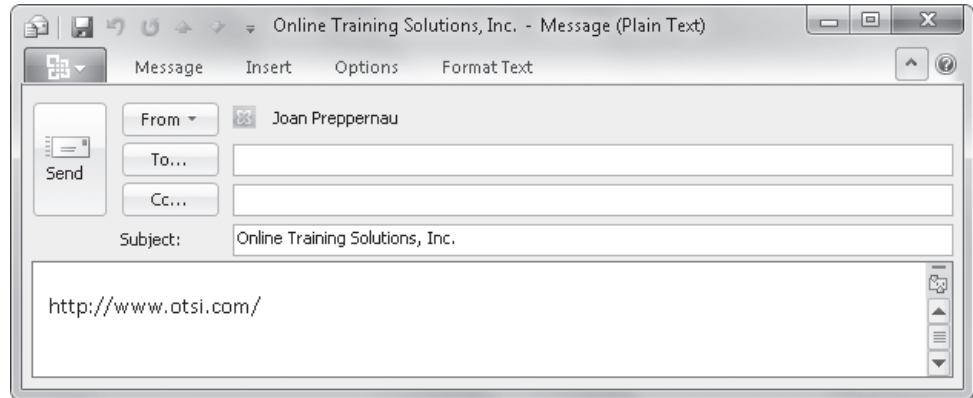 Online Training Solutions, Inc. - Message (Plain Text)
Message Insert Options Format Text
From Joan Preppernau
To...
Send
Cc...
Subject: Online Training Solutions, Inc.
http://www.otsi.com/